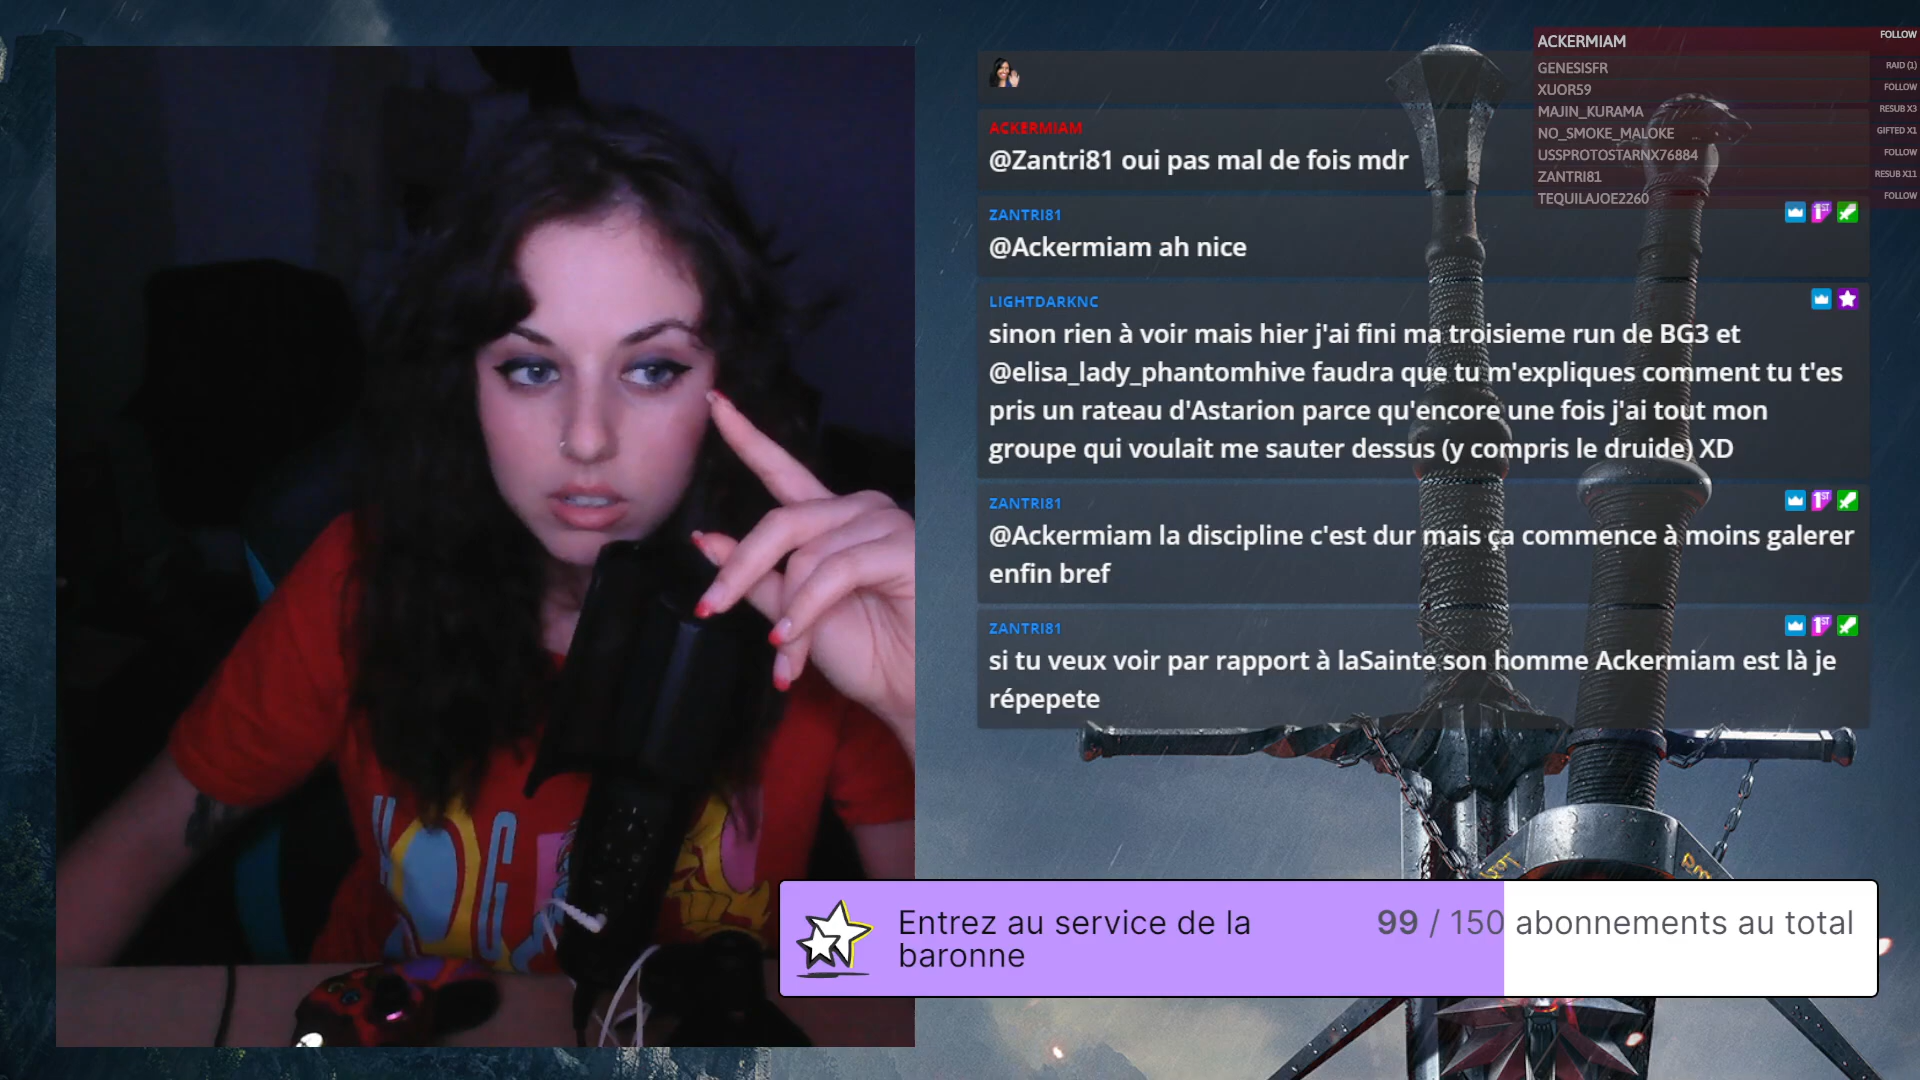 ACKERMIAM FOLLOW
GENESISFR RAID (1)
XUOR59 FOLLOW
MAJIN_KURAMA RESUB X3
NO_SMOKE_MALOKE GIFTED X1
USSPROTOSTARNX76884 FOLLOW
ZANTRI81 RESUB X11
TEQUILAJOE2260 FOLLOW
ACKERMIAM
@Zantri81 oui pas mal de fois mdr
ZANTRI81
1ST
@Ackermiam ah nice
LIGHTDARKNC
sinon rien à voir mais hier j'ai fini ma troisieme run de BG3 et
@elisa_lady_phantomhive faudra que tu m'expliques comment tu t'es
pris un rateau d'Astarion parce qu'encore une fois j'ai tout mon
groupe qui voulait me sauter dessus (y compris le druide) XD
ZANTRI81
1ST
@Ackermiam la discipline c'est dur mais ça commence à moins galerer
enfin bref
ZANTRI81
1ST
si tu veux voir par rapport à laSainte son homme Ackermiam est là je
répepete
Entrez au service de la
baronne
99 / 150 abonnements au total